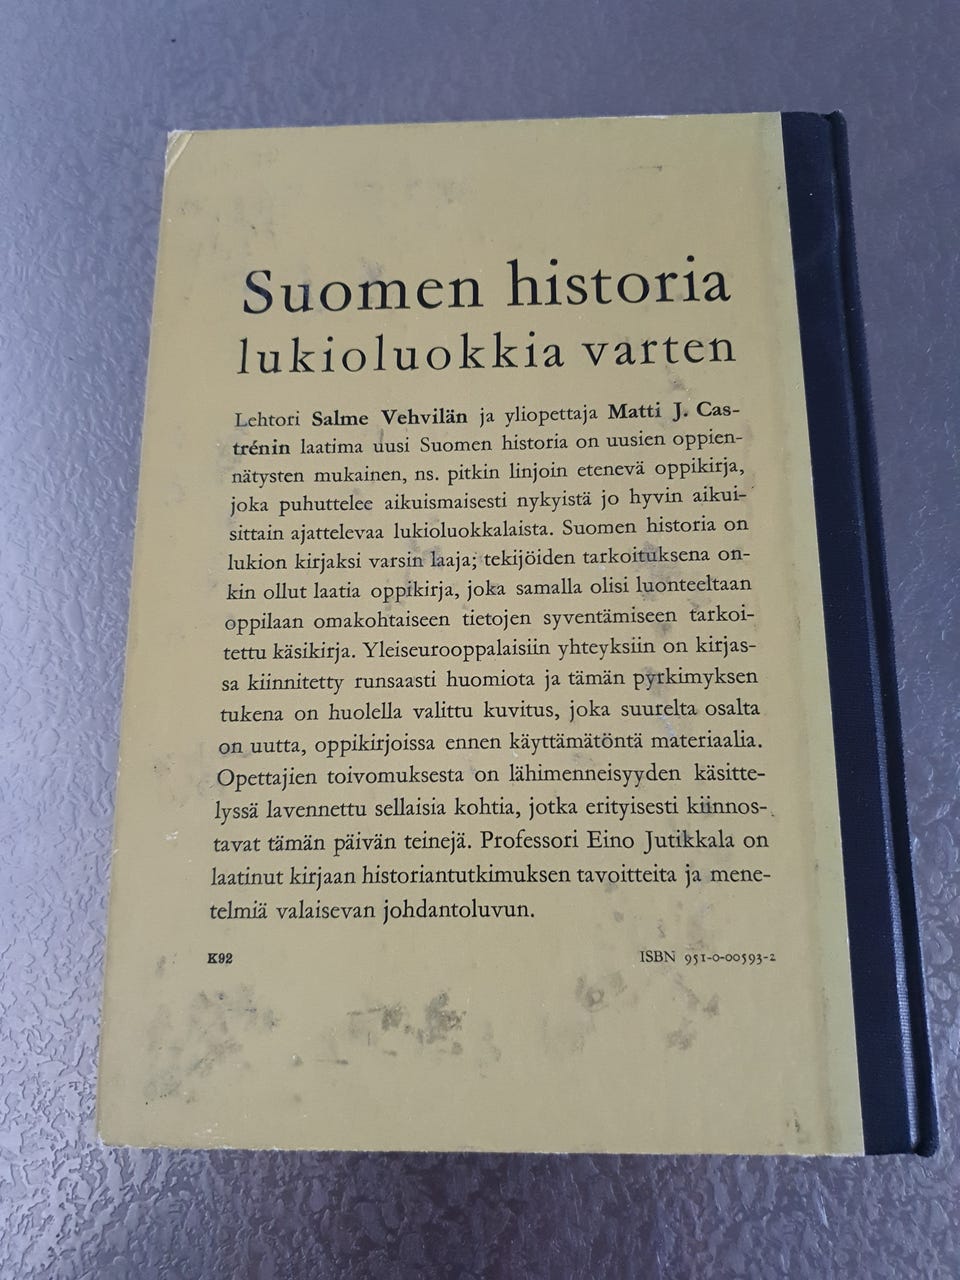 Suomen historia
lukioluokkia varten
Lehtori Salme Vehvilän ja yliopettaja Matti J. Cas-
trénin laatima uusi Suomen historia on uusien oppien-
nätysten mukainen, ns. pitkin linjoin etenevä oppikirja,
joka puhuttelee aikuismaisesti nykyistä jo hyvin aikui-
sittain ajattelevaa lukioluokkalaista. Suomen historia on
lukion kirjaksi varsin laaja; tekijöiden tarkoituksena on-
kin ollut laatia oppikirja, joka samalla olisi luonteeltaan
oppilaan omakohtaiseen tietojen syventämiseen tarkoi-
tettu käsikirja. Yleiseurooppalaisiin yhteyksiin on kirjas-
sa kiinnitetty runsaasti huomiota ja tämän pyrkimyksen
tukena on huolella valittu kuvitus, joka suurelta osalta
on uutta, oppikirjoissa ennen käyttämätöntä materiaalia.
Opettajien toivomuksesta on lähimenneisyyden käsitte-
lyssä lavennettu sellaisia kohtia, jotka erityisesti kiinnos-
tavat tämän päivän teinejä. Professori Eino Jutikkala on
laatinut kirjaan historiantutkimuksen tavoitteita ja mene-
telmiä valaisevan johdantoluvun.
K92 ISBN 951-0-00593-2